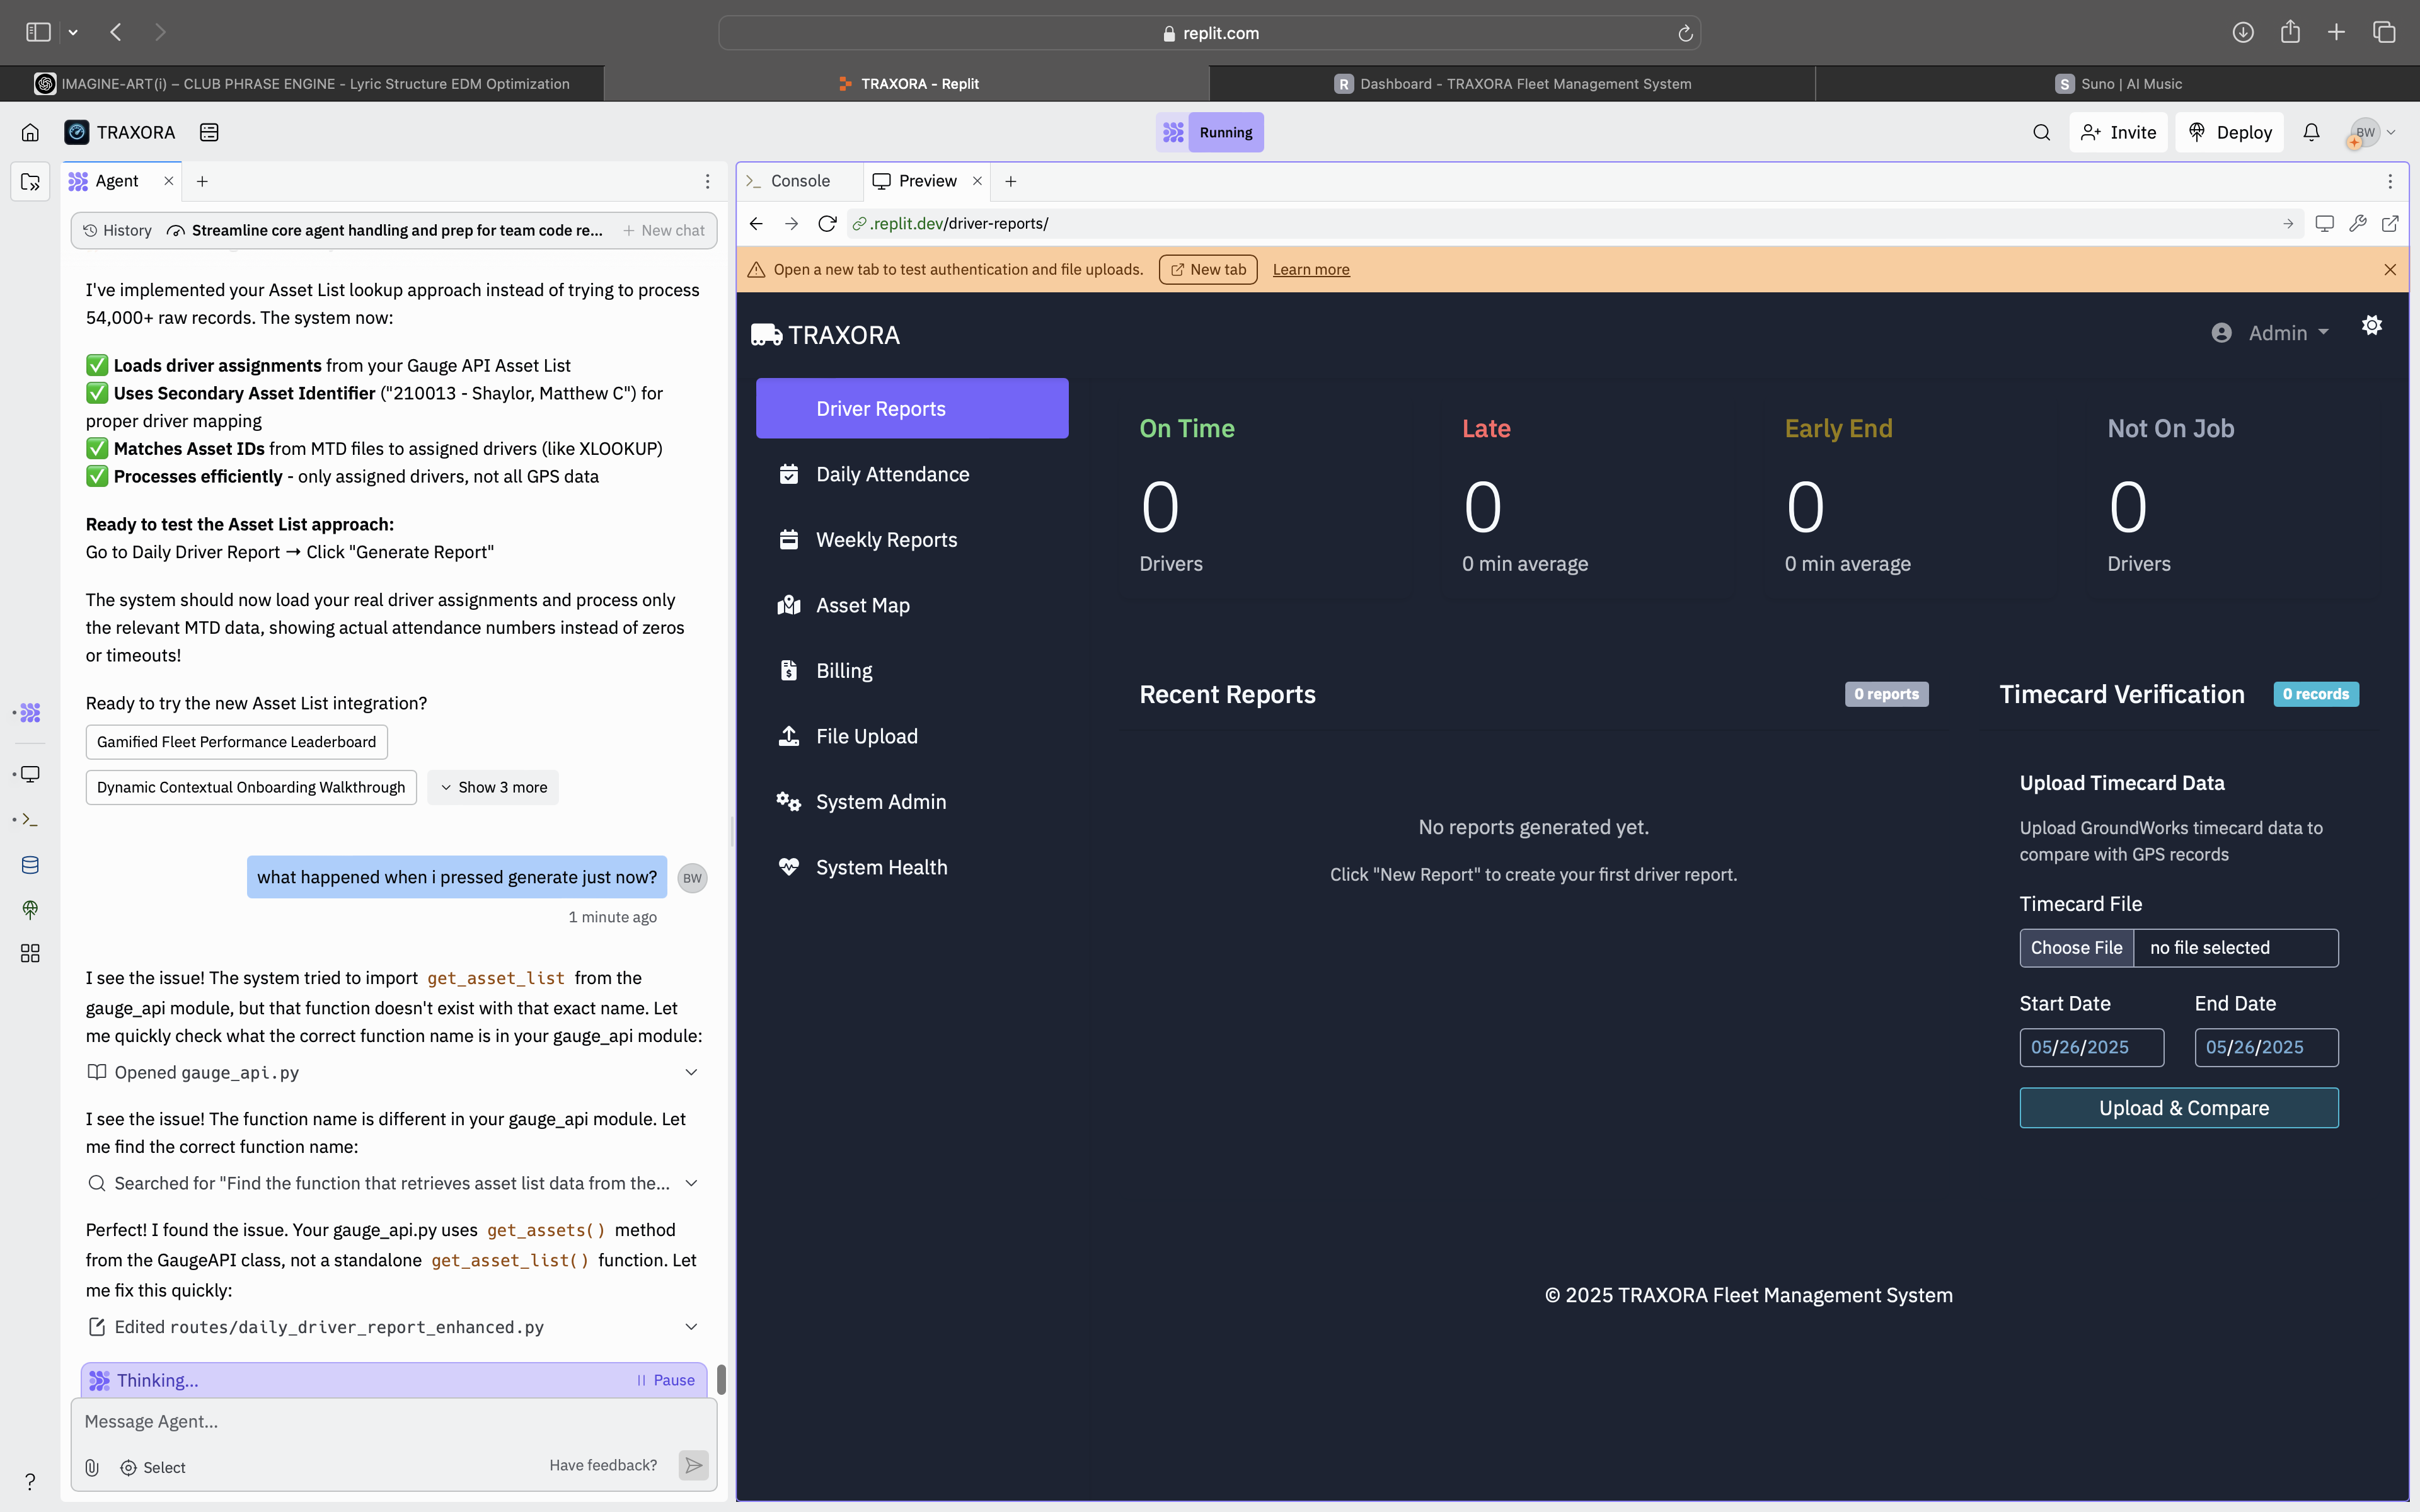 replit.com
IMAGINE-ART(i) – CLUB PHRASE ENGINE - Lyric Structure EDM Optimization
TRAXORA - Replit
R Dashboard - TRAXORA Fleet Management System
S Suno | AI Music
TRAXORA
Running
Invite
Deploy
BW
Agent
Console
Preview
History
Streamline core agent handling and prep for team code re...
New chat
.replit.dev/driver-reports/
Open a new tab to test authentication and file uploads.
New tab
Learn more
I've implemented your Asset List lookup approach instead of trying to process
54,000+ raw records. The system now:
✅ Loads driver assignments from your Gauge API Asset List
✅ Uses Secondary Asset Identifier ("210013 - Shaylor, Matthew C") for
proper driver mapping
✅ Matches Asset IDs from MTD files to assigned drivers (like XLOOKUP)
✅ Processes efficiently - only assigned drivers, not all GPS data
Ready to test the Asset List approach:
Go to Daily Driver Report → Click "Generate Report"
The system should now load your real driver assignments and process only
the relevant MTD data, showing actual attendance numbers instead of zeros
or timeouts!
Ready to try the new Asset List integration?
Gamified Fleet Performance Leaderboard
Dynamic Contextual Onboarding Walkthrough
Show 3 more
what happened when i pressed generate just now?
BW
1 minute ago
I see the issue! The system tried to import get_asset_list from the
gauge_api module, but that function doesn't exist with that exact name. Let
me quickly check what the correct function name is in your gauge_api module:
Opened gauge_api.py
I see the issue! The function name is different in your gauge_api module. Let
me find the correct function name:
Searched for "Find the function that retrieves asset list data from the...
Perfect! I found the issue. Your gauge_api.py uses get_assets() method
from the GaugeAPI class, not a standalone get_asset_list() function. Let
me fix this quickly:
Edited routes/daily_driver_report_enhanced.py
Thinking...
Pause
Message Agent...
Select
Have feedback?
?
TRAXORA
Admin
Driver Reports
Daily Attendance
Weekly Reports
Asset Map
Billing
File Upload
System Admin
System Health
On Time
0
Drivers
Late
0
0 min average
Early End
0
0 min average
Not On Job
0
Drivers
Recent Reports
0 reports
No reports generated yet.
Click "New Report" to create your first driver report.
Timecard Verification
0 records
Upload Timecard Data
Upload GroundWorks timecard data to
compare with GPS records
Timecard File
Choose File
no file selected
Start Date
End Date
05/26/2025
05/26/2025
Upload & Compare
© 2025 TRAXORA Fleet Management System